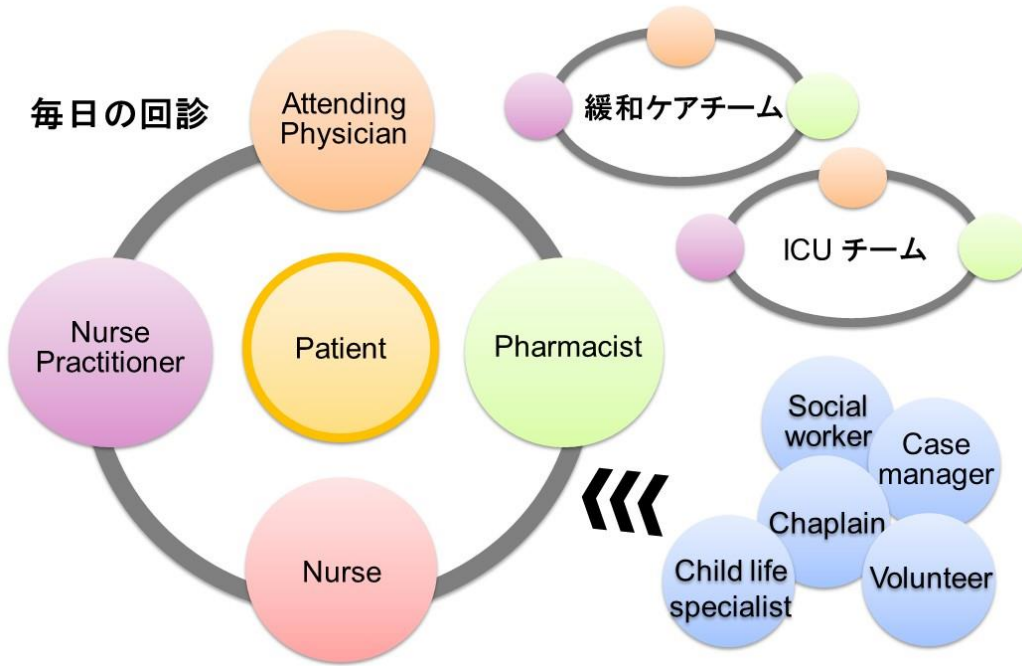 毎日の回診
Attending
Physician
Nurse
Practitioner
Patient
Pharmacist
Nurse
緩和ケアチーム
ICU チーム
Social
worker
Case
manager
Chaplain
Child life
specialist
Volunteer